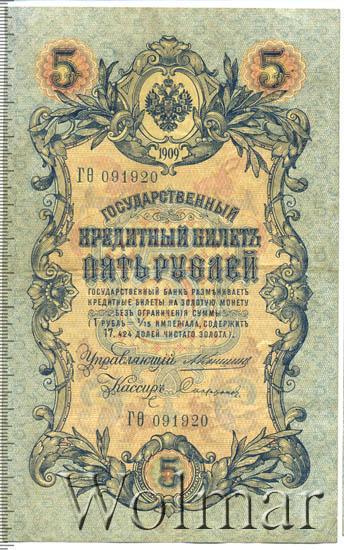 5 5
1909
ГѲ 091920
ГОСУДАРСТВЕННЫЙ
КРЕДИТНЫЙ БИЛЕТЪ
ПЯТЬ РУБЛЕЙ
ГОСУДАРСТВЕННЫЙ БАНКЪ РАЗМѢНИВАЕТЪ
КРЕДИТНЫЕ БИЛЕТЫ НА ЗОЛОТУЮ МОНЕТУ
БЕЗЪ ОГРАНИЧЕНІЯ СУММЫ
(1 РУБЛЬ = 1/15 ИМПЕРІАЛА, СОДЕРЖИТЪ
17,424 ДОЛЕЙ ЧИСТАГО ЗОЛОТА).
Управляющій
Кассиръ
ГѲ 091920
5
Wolmar